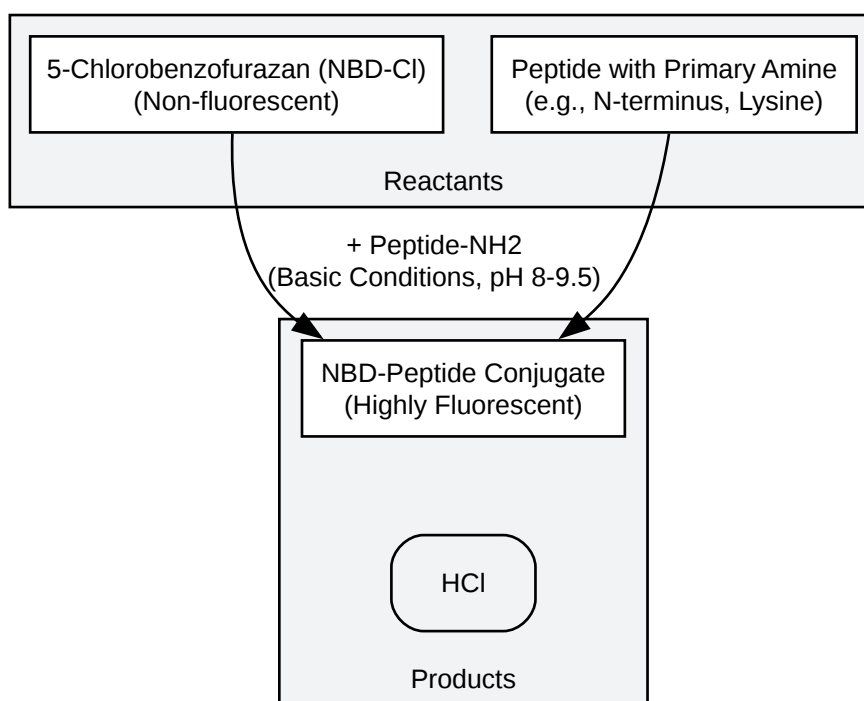 5-Chlorobenzofurazan (NBD-Cl)
(Non-fluorescent)
Peptide with Primary Amine
(e.g., N-terminus, Lysine)
Reactants
+ Peptide-NH2
(Basic Conditions, pH 8-9.5)
NBD-Peptide Conjugate
(Highly Fluorescent)
HCl
Products